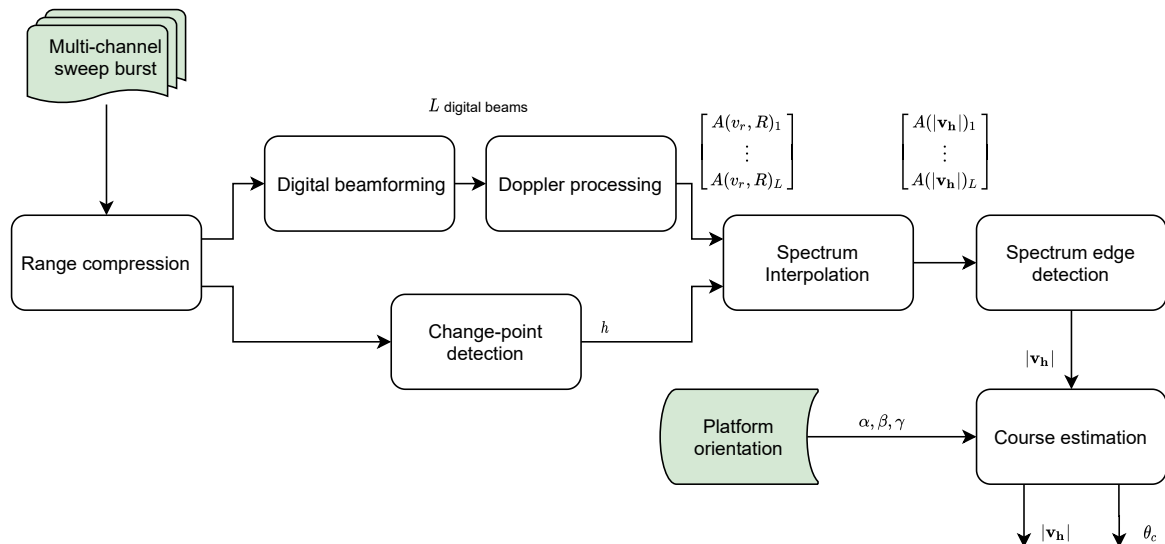 Multi-channel
sweep burst
L digital beams
[A(v_r, R)_1
⋮
A(v_r, R)_L]
[A(|v_h|)_1
⋮
A(|v_h|)_L]
Digital beamforming
Doppler processing
Range compression
Spectrum
Interpolation
Spectrum edge
detection
Change-point
detection
h
|v_h|
Platform
orientation
α, β, γ
Course estimation
|v_h|
θ_c